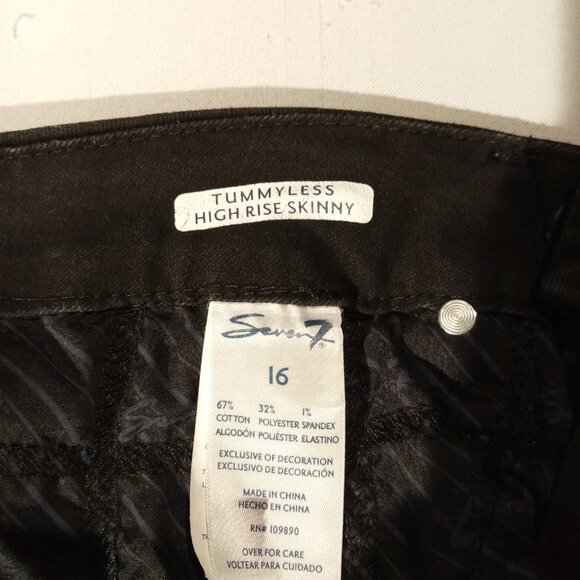 TUMMYLESS
HIGH RISE SKINNY
Seven7
16
67% 32% 1%
COTTON POLYESTER SPANDEX
ALGODÓN POLIÉSTER ELASTINO
EXCLUSIVE OF DECORATION
EXCLUSIVO DE DECORACIÓN
MADE IN CHINA
HECHO EN CHINA
RN# 109890
OVER FOR CARE
VOLTEAR PARA CUIDADO